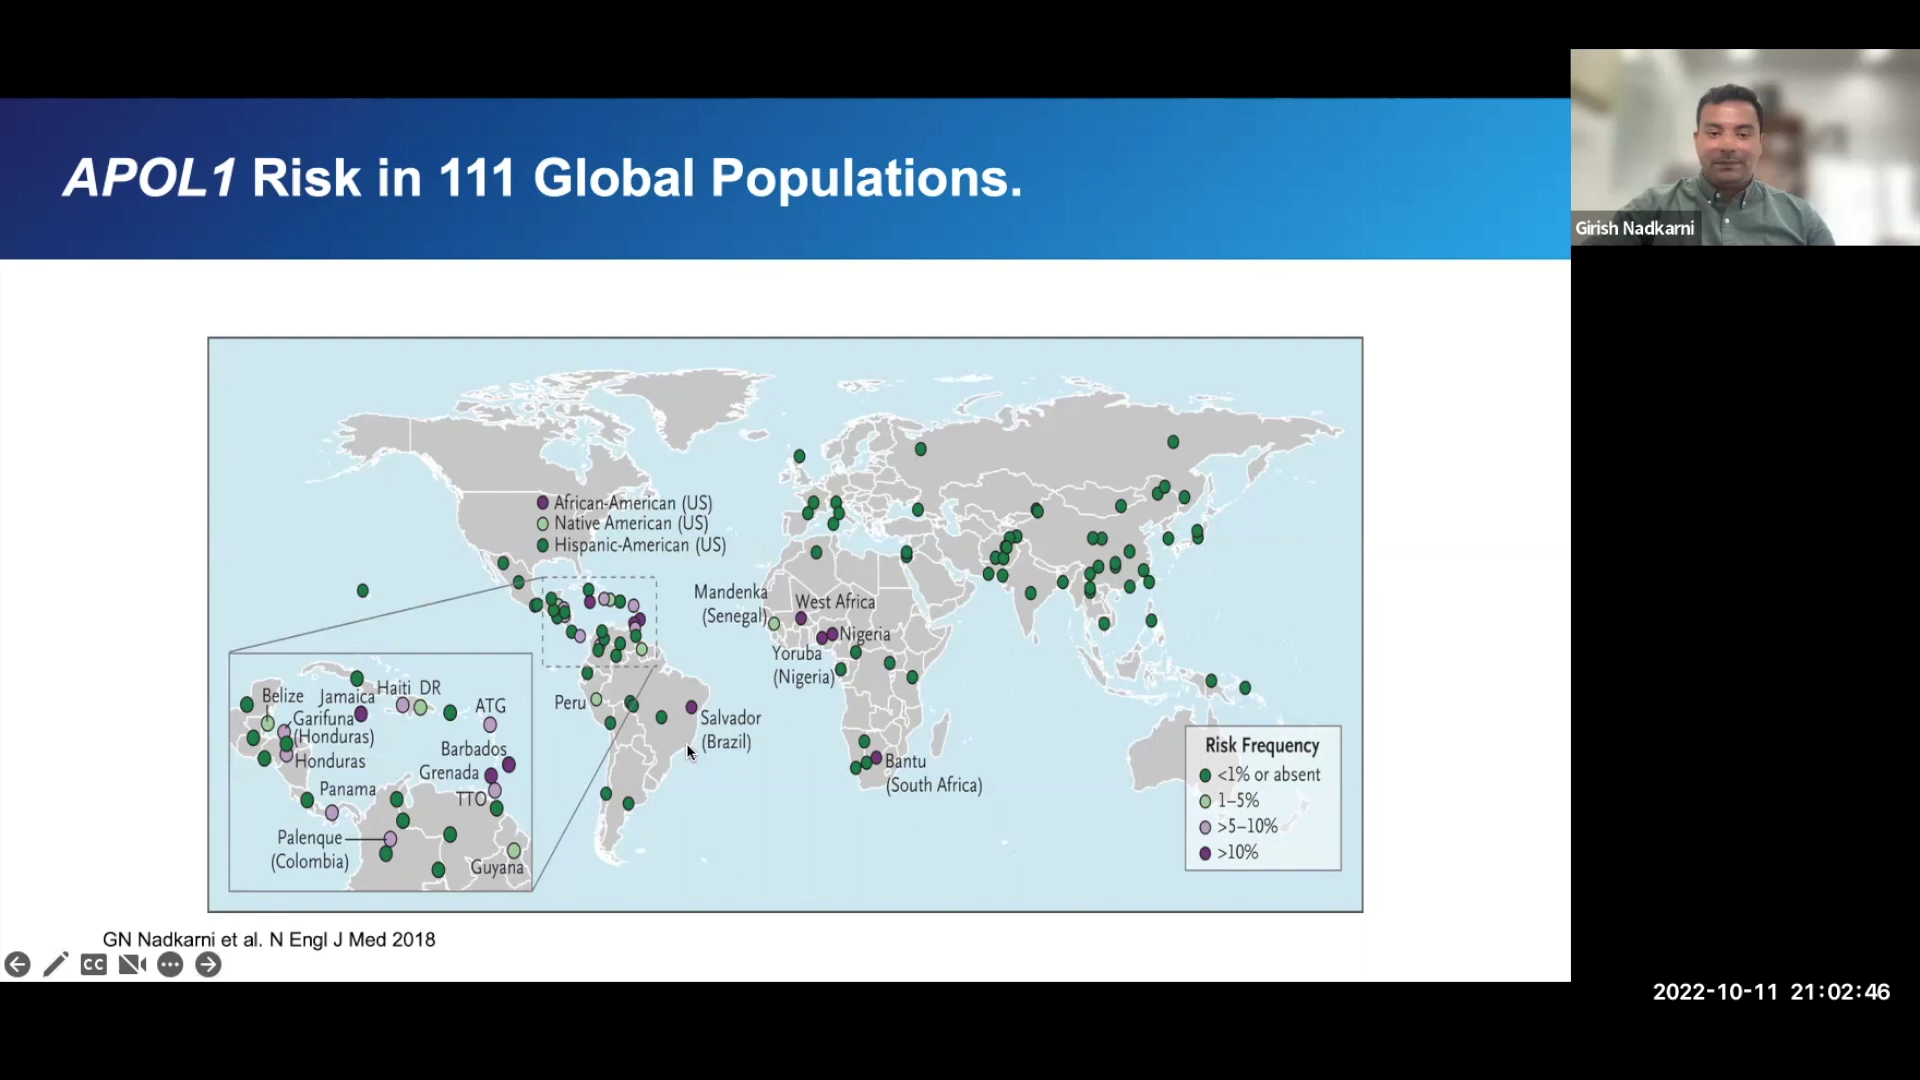 APOL1 Risk in 111 Global Populations.
Girish Nadkarni
African-American (US)
Native American (US)
Hispanic-American (US)
Mandenka
(Senegal)
West Africa
Nigeria
Yoruba
(Nigeria)
Peru
Salvador
(Brazil)
Bantu
(South Africa)
Belize
Jamaica
Haiti
DR
ATG
Garifuna
(Honduras)
Honduras
Barbados
Grenada
Panama
TTO
Palenque
(Colombia)
Guyana
Risk Frequency
<1% or absent
1–5%
>5–10%
>10%
GN Nadkarni et al. N Engl J Med 2018
CC
2022-10-11 21:02:46